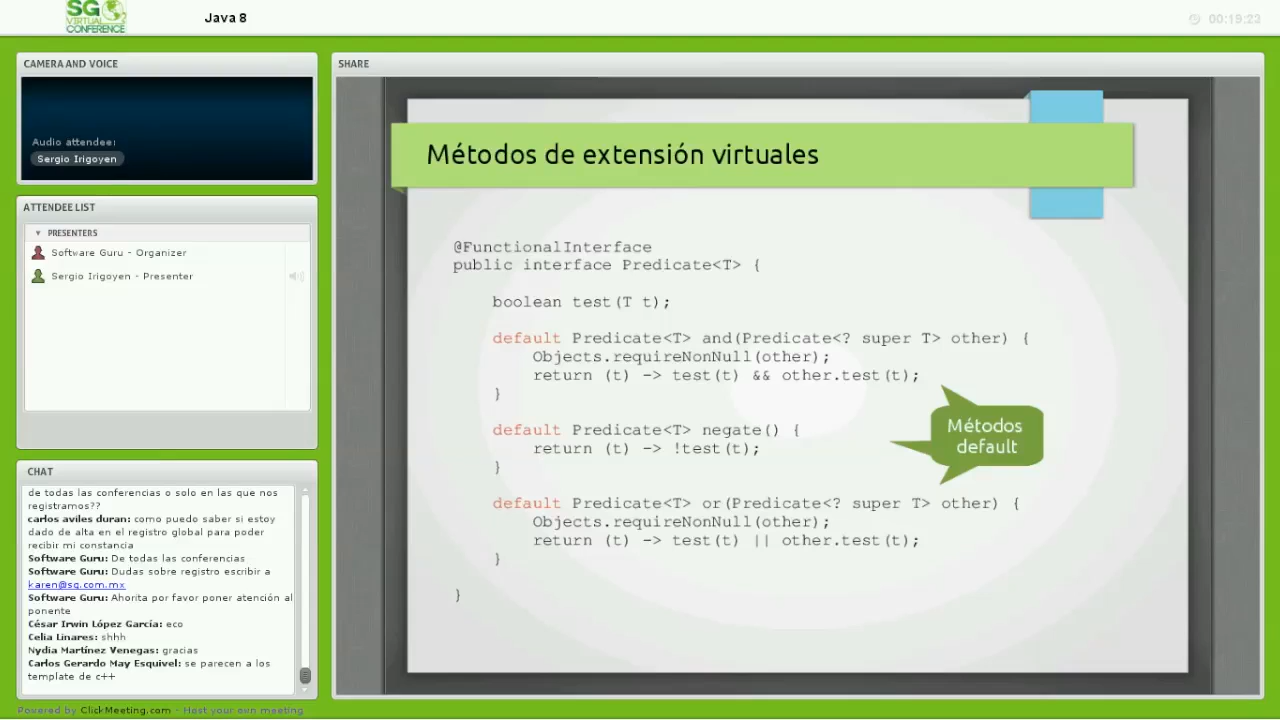 SG
VIRTUAL
CONFERENCE
Java 8
00:19:23
CAMERA AND VOICE
Audio attendee:
Sergio Irigoyen
ATTENDEE LIST
PRESENTERS
Software Guru - Organizer
Sergio Irigoyen - Presenter
CHAT
de todas las conferencias o solo en las que nos
registramos??
carlos aviles duran: como puedo saber si estoy
dado de alta en el registro global para poder
recibir mi constancia
Software Guru: De todas las conferencias
Software Guru: Dudas sobre registro escribir a
karen@sg.com.mx
Software Guru: Ahorita por favor poner atención al
ponente
César Irwin López García: eco
Celia Linares: shhh
Nydia Martínez Venegas: gracias
Carlos Gerardo May Esquivel: se parecen a los
template de c++
SHARE
Métodos de extensión virtuales
@FunctionalInterface
public interface Predicate<T> {
boolean test(T t);
default Predicate<T> and(Predicate<? super T> other) {
Objects.requireNonNull(other);
return (t) -> test(t) && other.test(t);
}
default Predicate<T> negate() {
return (t) -> !test(t);
}
default Predicate<T> or(Predicate<? super T> other) {
Objects.requireNonNull(other);
return (t) -> test(t) || other.test(t);
}
}
Métodos
default
Powered by ClickMeeting.com - Host your own meeting